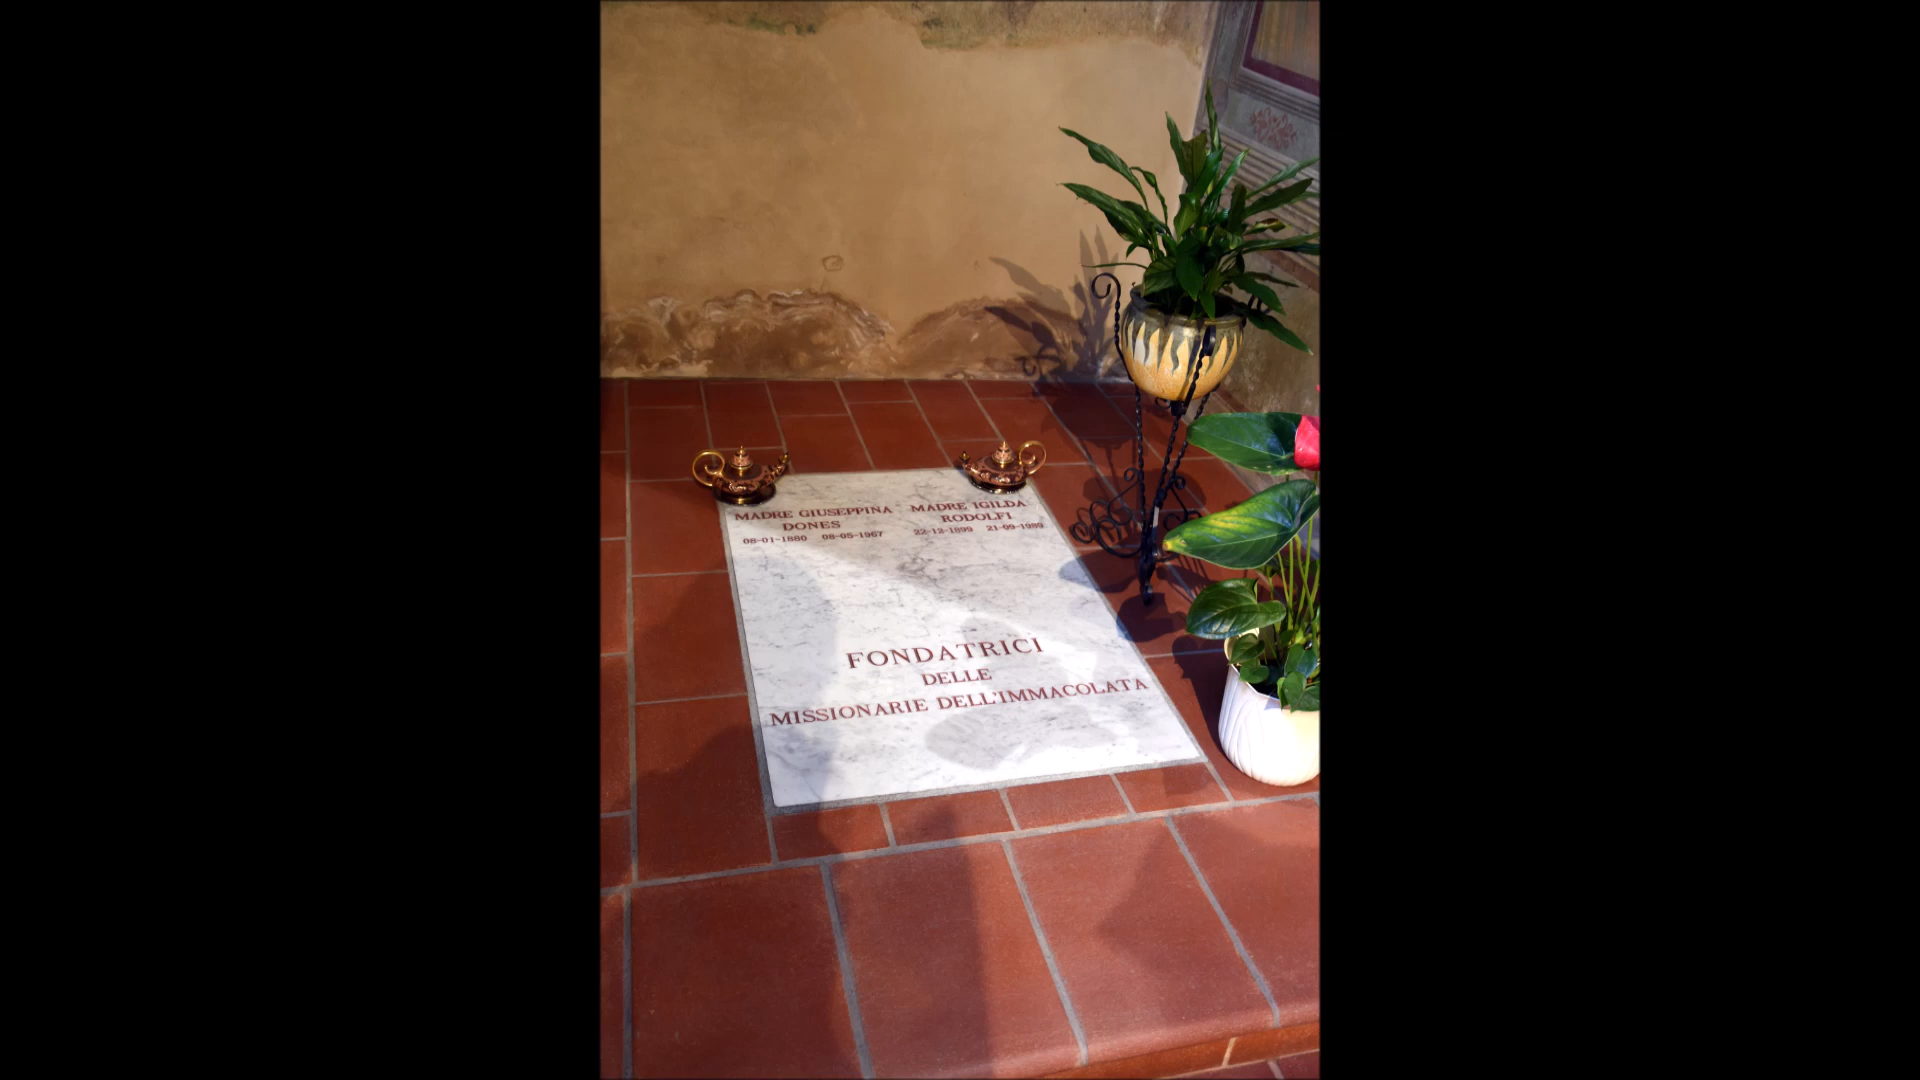 MADRE GIUSEPPINA
DONES
08-01-1880 08-05-1967
MADRE IGILDA
RODOLFI
22-12-1899 21-09-1989
FONDATRICI
DELLE
MISSIONARIE DELL'IMMACOLATA